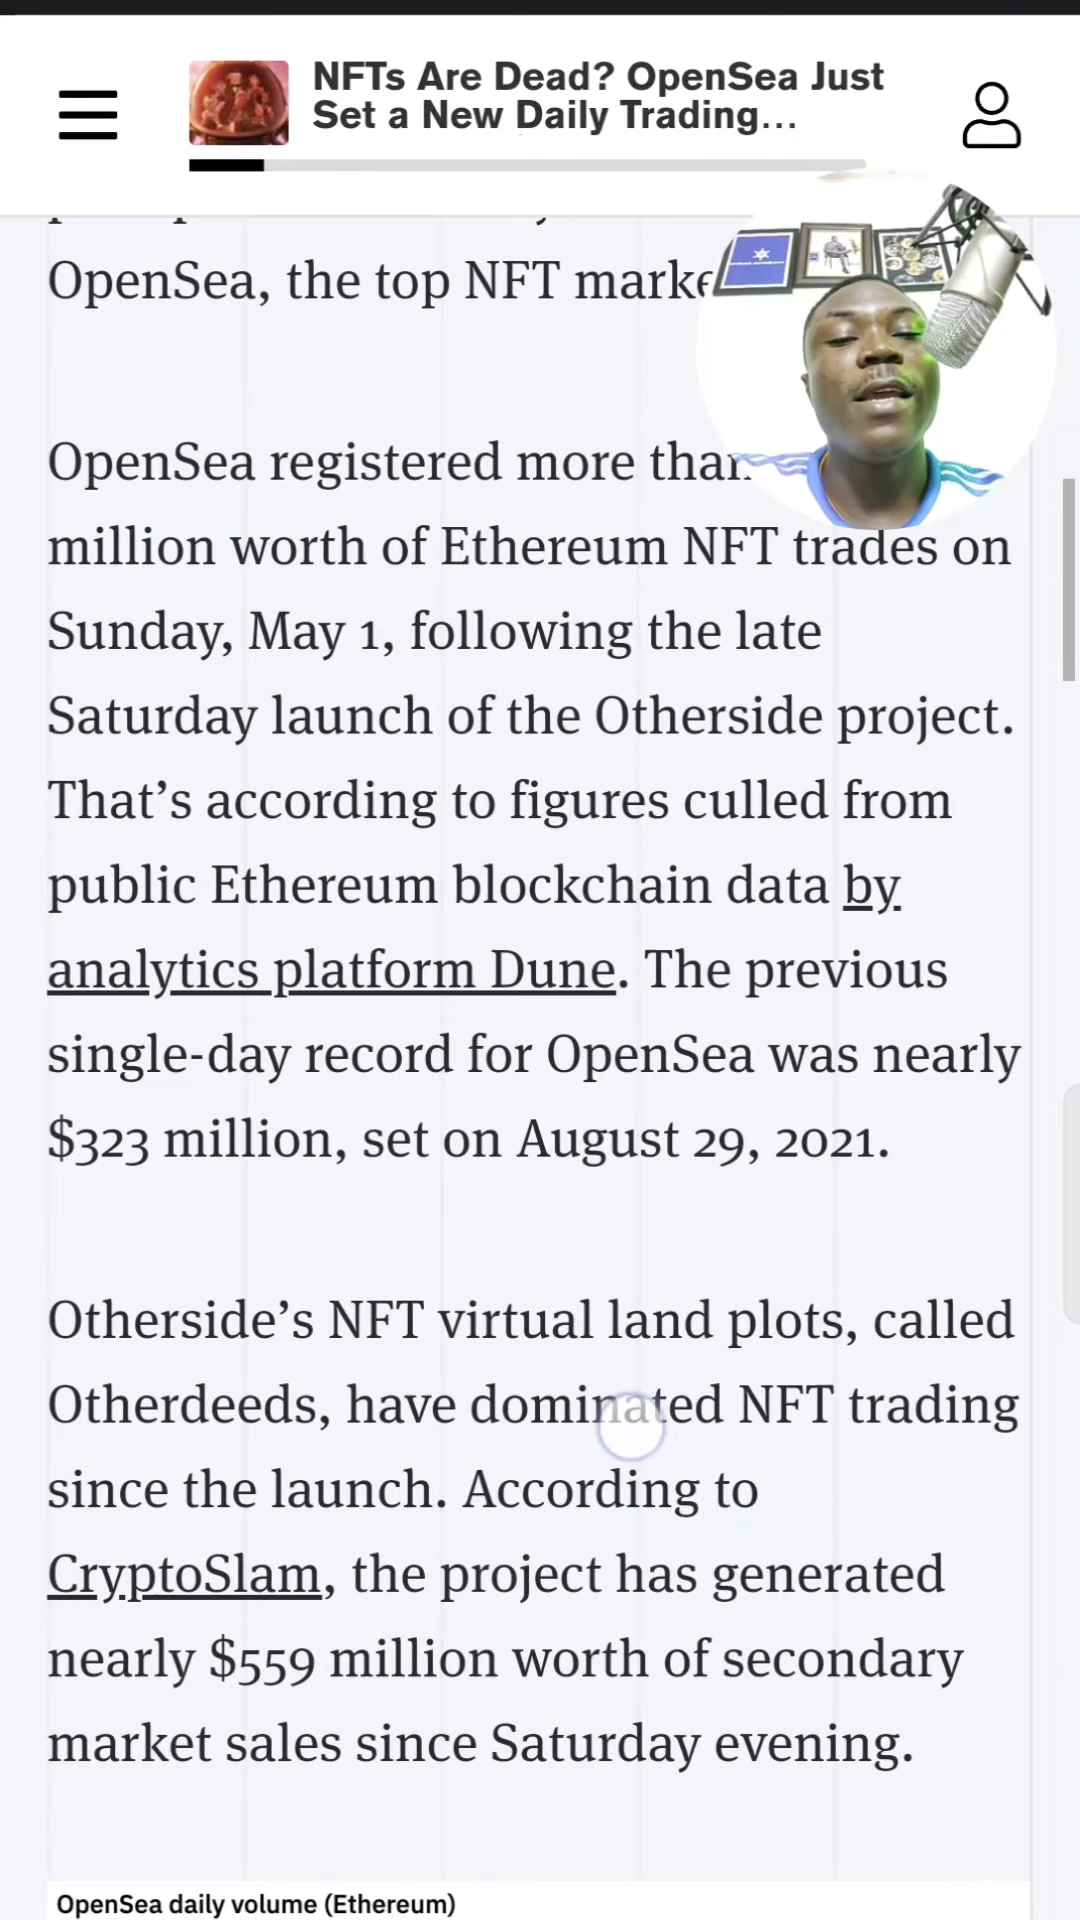 NFTs Are Dead? OpenSea Just
Set a New Daily Trading...
OpenSea, the top NFT
OpenSea registered more than
million worth of Ethereum NFT trades on
Sunday, May 1, following the late
Saturday launch of the Otherside project.
That’s according to figures culled from
public Ethereum blockchain data by
analytics platform Dune. The previous
single-day record for OpenSea was nearly
$323 million, set on August 29, 2021.
Otherside’s NFT virtual land plots, called
Otherdeeds, have dominated NFT trading
since the launch. According to
CryptoSlam, the project has generated
nearly $559 million worth of secondary
market sales since Saturday evening.
OpenSea daily volume (Ethereum)